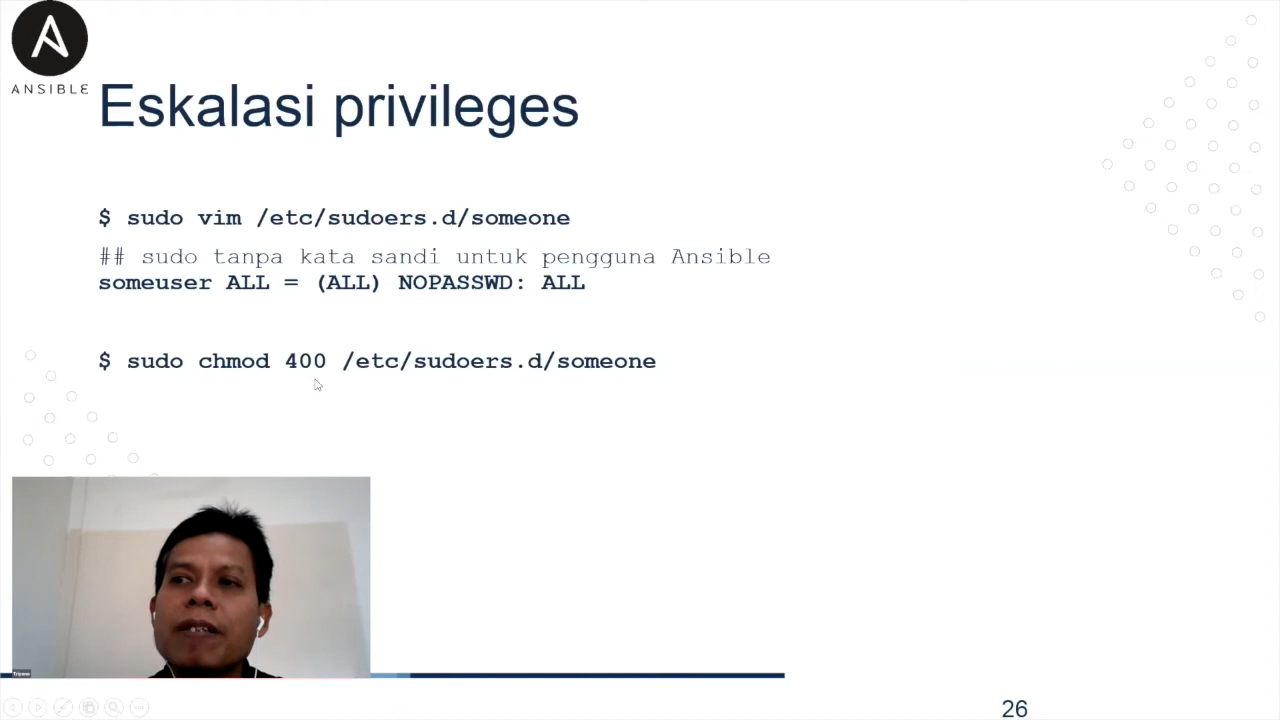 ANSIBLE
Eskalasi privileges
$ sudo vim /etc/sudoers.d/someone
## sudo tanpa kata sandi untuk pengguna Ansible
someuser ALL = (ALL) NOPASSWD: ALL
$ sudo chmod 400 /etc/sudoers.d/someone
Triyono
26